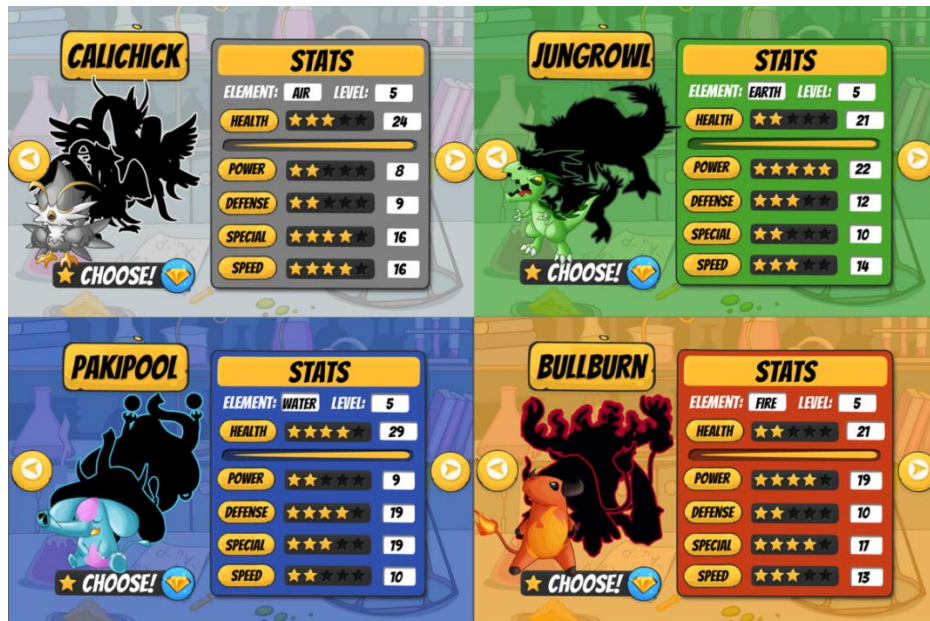 CALICHICK
STATS
ELEMENT: AIR LEVEL: 5
HEALTH 24
POWER 8
DEFENSE 9
SPECIAL 16
SPEED 16
CHOOSE!
JUNGROWL
STATS
ELEMENT: EARTH LEVEL: 5
HEALTH 21
POWER 22
DEFENSE 12
SPECIAL 10
SPEED 14
CHOOSE!
PAKIPOOL
STATS
ELEMENT: WATER LEVEL: 5
HEALTH 29
POWER 9
DEFENSE 19
SPECIAL 19
SPEED 10
CHOOSE!
BULLBURN
STATS
ELEMENT: FIRE LEVEL: 5
HEALTH 21
POWER 19
DEFENSE 10
SPECIAL 17
SPEED 13
CHOOSE!